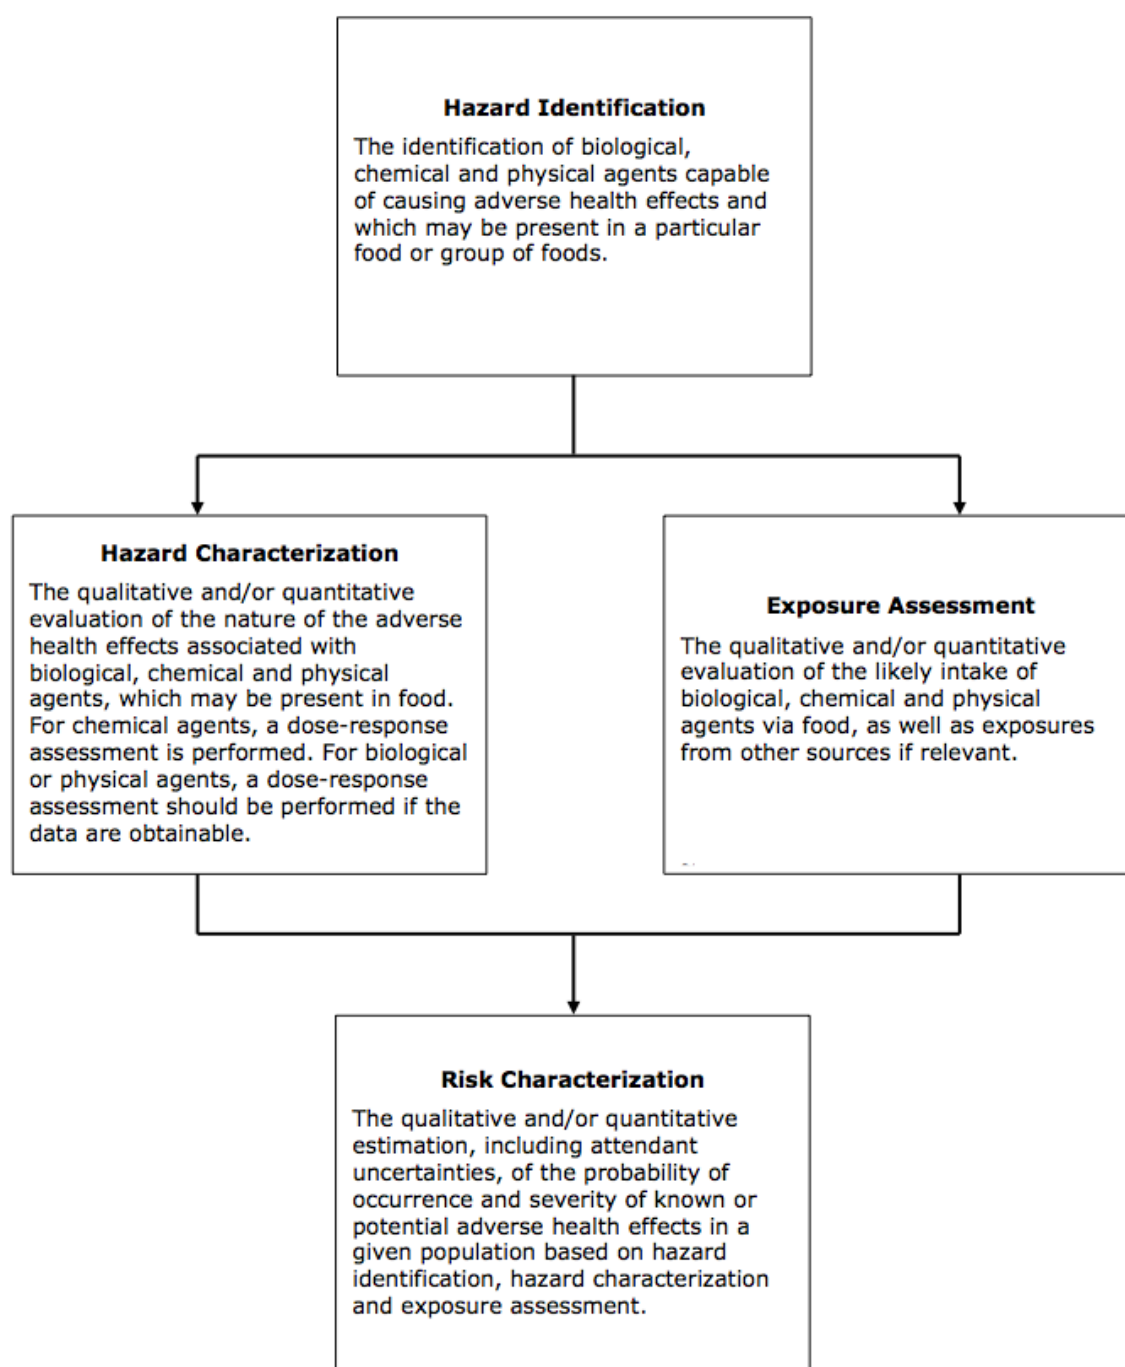 Hazard Identification
The identification of biological,
chemical and physical agents capable
of causing adverse health effects and
which may be present in a particular
food or group of foods.
Hazard Characterization
The qualitative and/or quantitative
evaluation of the nature of the adverse
health effects associated with
biological, chemical and physical
agents, which may be present in food.
For chemical agents, a dose-response
assessment is performed. For biological
or physical agents, a dose-response
assessment should be performed if the
data are obtainable.
Exposure Assessment
The qualitative and/or quantitative
evaluation of the likely intake of
biological, chemical and physical
agents via food, as well as exposures
from other sources if relevant.
Risk Characterization
The qualitative and/or quantitative
estimation, including attendant
uncertainties, of the probability of
occurrence and severity of known or
potential adverse health effects in a
given population based on hazard
identification, hazard characterization
and exposure assessment.